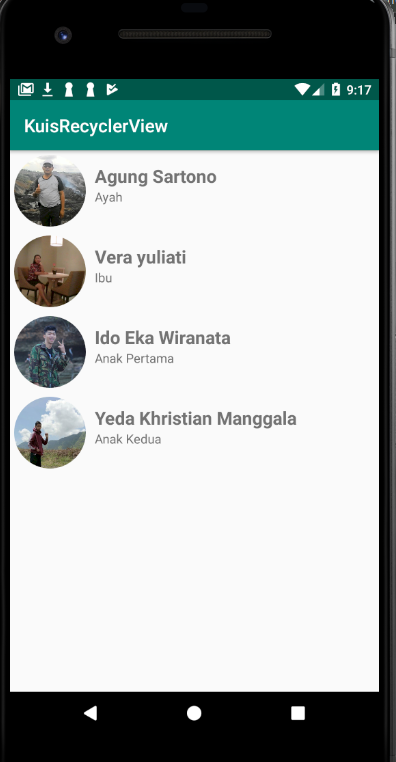 9:17
KuisRecyclerView
Agung Sartono
Ayah
Vera yuliati
Ibu
Ido Eka Wiranata
Anak Pertama
Yeda Khristian Manggala
Anak Kedua